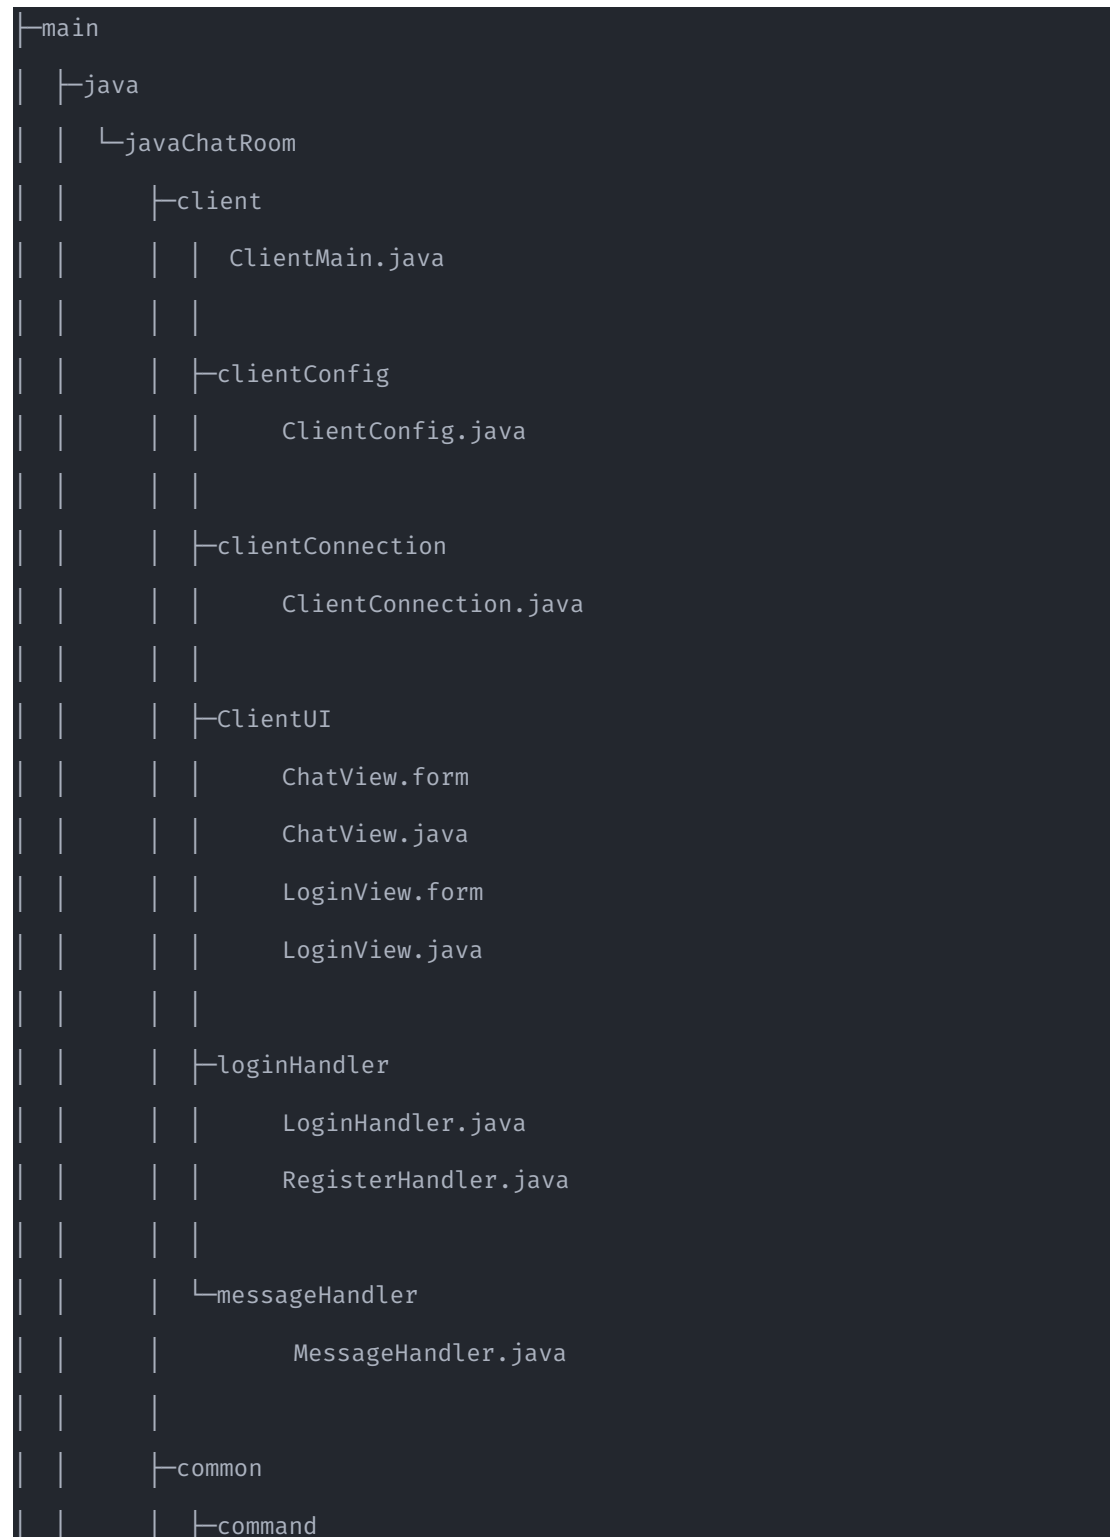 ├─main
│  ├─java
│  │  └─javaChatRoom
│  │      ├─client
│  │      │  │  ClientMain.java
│  │      │  │
│  │      │  ├─clientConfig
│  │      │  │      ClientConfig.java
│  │      │  │
│  │      │  ├─clientConnection
│  │      │  │      ClientConnection.java
│  │      │  │
│  │      │  ├─ClientUI
│  │      │  │      ChatView.form
│  │      │  │      ChatView.java
│  │      │  │      LoginView.form
│  │      │  │      LoginView.java
│  │      │  │
│  │      │  ├─loginHandler
│  │      │  │      LoginHandler.java
│  │      │  │      RegisterHandler.java
│  │      │  │
│  │      │  └─messageHandler
│  │      │          MessageHandler.java
│  │      │
│  │      ├─common
│  │      │  ├─command